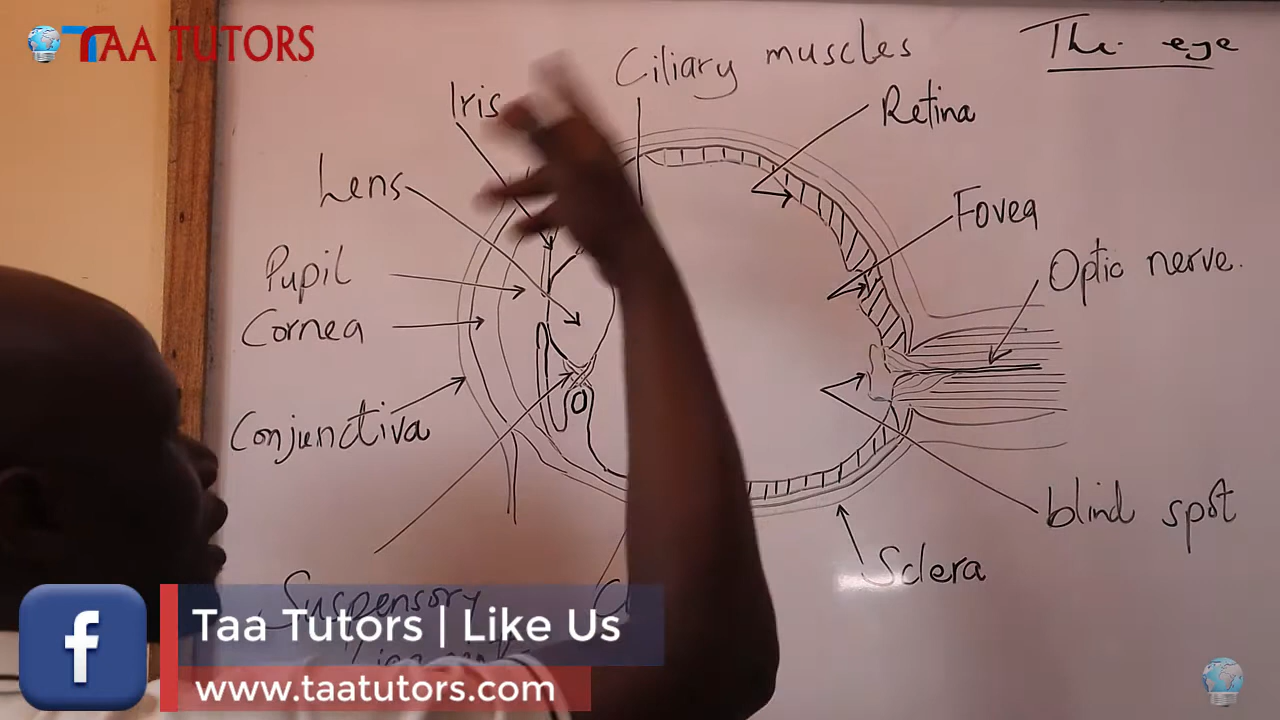 TAA TUTORS
The eye
Ciliary muscles
Iris
Retina
Lens
Fovea
Pupil
Optic nerve.
Cornea
Conjunctiva
blind spot
Sclera
Suspensory
Taa Tutors | Like Us
www.taatutors.com